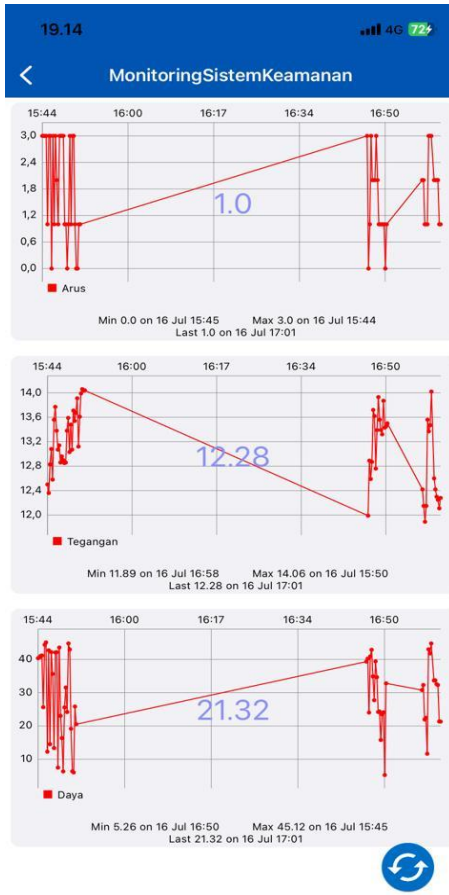 19.14 4G 72
MonitoringSistemKeamanan
15:44 16:00 16:17 16:34 16:50
3,0
2,4
1,8
1,2
0,6
0,0
1.0
Arus
Min 0.0 on 16 Jul 15:45 Max 3.0 on 16 Jul 15:44
Last 1.0 on 16 Jul 17:01
15:44 16:00 16:17 16:34 16:50
14,0
13,6
13,2
12,8
12,4
12,0
12.28
Tegangan
Min 11.89 on 16 Jul 16:58 Max 14.06 on 16 Jul 15:50
Last 12.28 on 16 Jul 17:01
15:44 16:00 16:17 16:34 16:50
40
30
20
10
21.32
Daya
Min 5.26 on 16 Jul 16:50 Max 45.12 on 16 Jul 15:45
Last 21.32 on 16 Jul 17:01